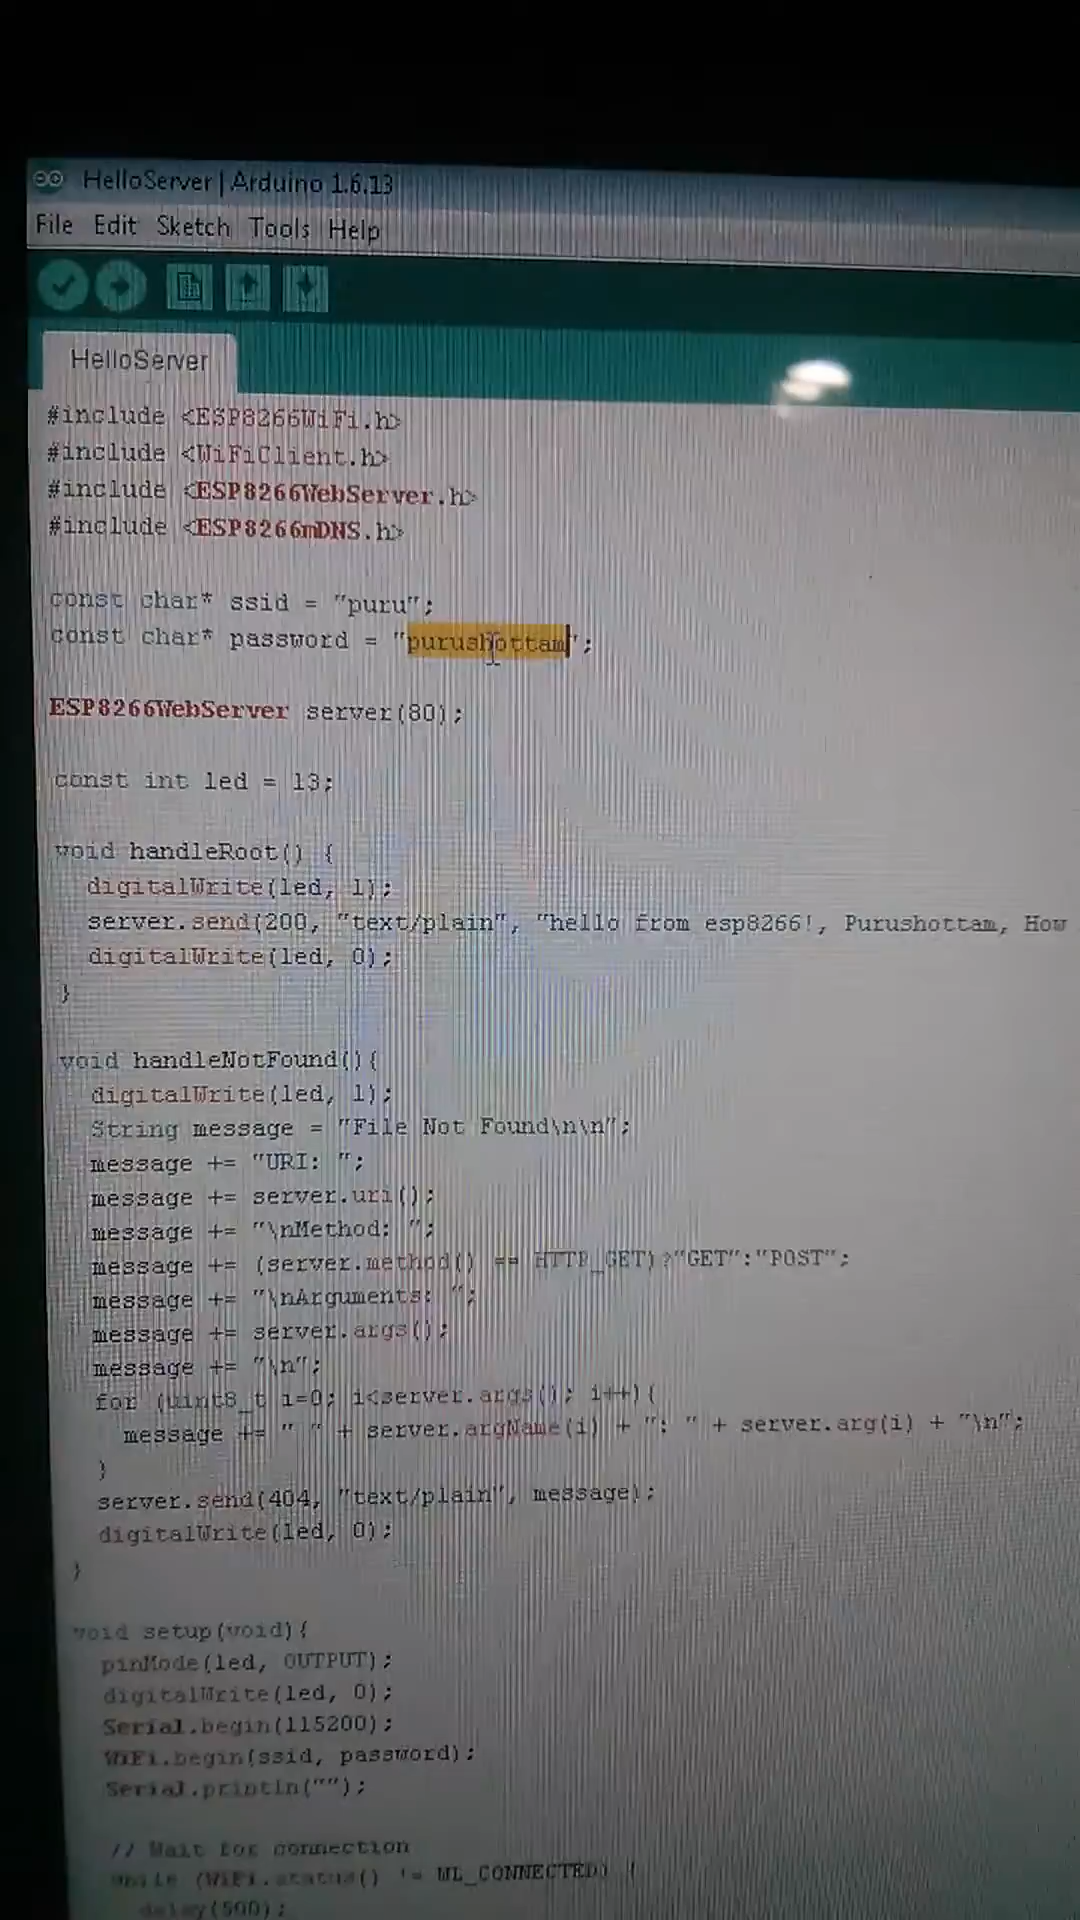 HelloServer | Arduino 1.6.13
File Edit Sketch Tools Help
HelloServer
#include <ESP8266WiFi.h>
#include <WiFiClient.h>
#include <ESP8266WebServer.h>
#include <ESP8266mDNS.h>
const char* ssid = "puru";
const char* password = "purushottam";
ESP8266WebServer server(80);
const int led = 13;
void handleRoot() {
digitalWrite(led, 1);
server.send(200, "text/plain", "hello from esp8266!, Purushottam, How
digitalWrite(led, 0);
}
void handleNotFound(){
digitalWrite(led, 1);
String message = "File Not Found\n\n";
message += "URI: ";
message += server.uri();
message += "\nMethod: ";
message += (server.method() == HTTP_GET)?"GET":"POST";
message += "\nArguments: ";
message += server.args();
message += "\n";
for (uint8_t i=0; i<server.args(); i++){
message += " " + server.argName(i) + ": " + server.arg(i) + "\n";
}
server.send(404, "text/plain", message);
digitalWrite(led, 0);
}
void setup(void){
pinMode(led, OUTPUT);
digitalWrite(led, 0);
Serial.begin(115200);
WiFi.begin(ssid, password);
Serial.println("");
// Wait for connection
while (WiFi.status() != WL_CONNECTED) {
delay(500);